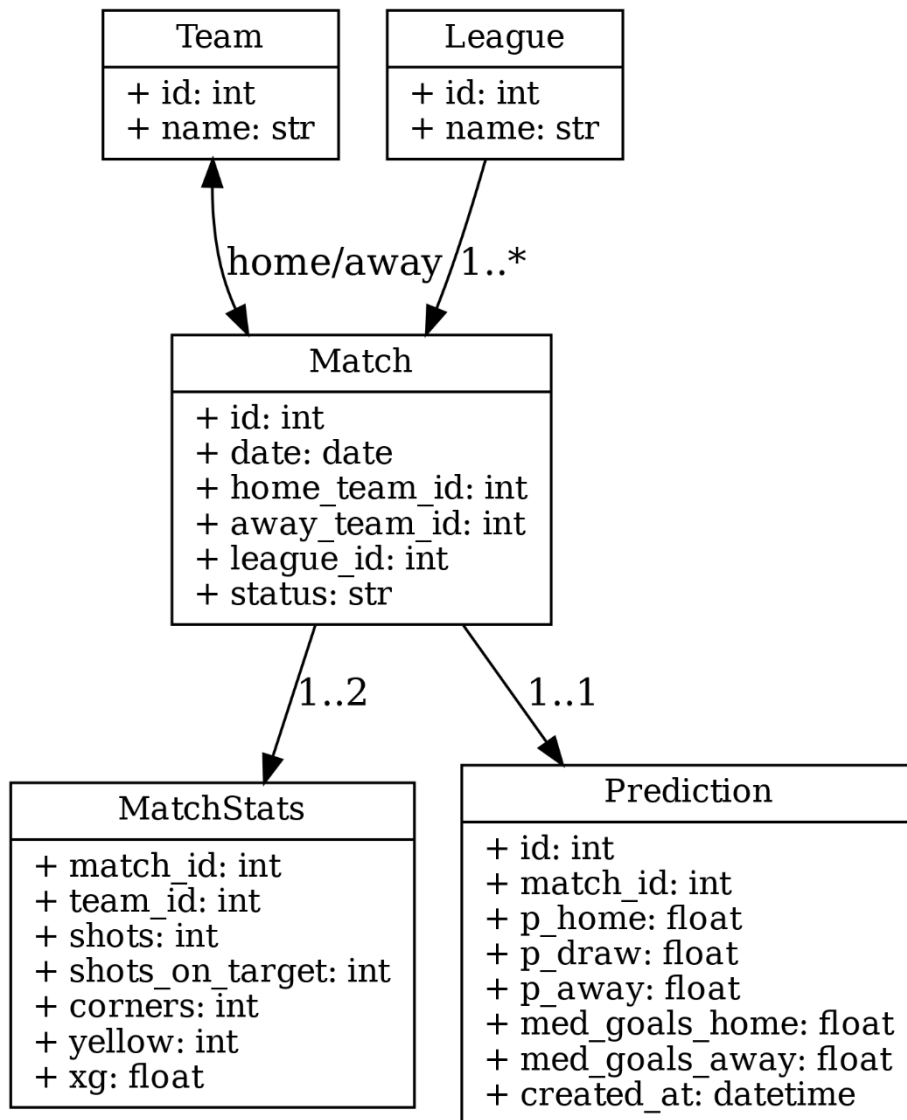 Team
+ id: int
+ name: str
League
+ id: int
+ name: str
home/away
1..*
Match
+ id: int
+ date: date
+ home_team_id: int
+ away_team_id: int
+ league_id: int
+ status: str
1..2
1..1
MatchStats
+ match_id: int
+ team_id: int
+ shots: int
+ shots_on_target: int
+ corners: int
+ yellow: int
+ xg: float
Prediction
+ id: int
+ match_id: int
+ p_home: float
+ p_draw: float
+ p_away: float
+ med_goals_home: float
+ med_goals_away: float
+ created_at: datetime